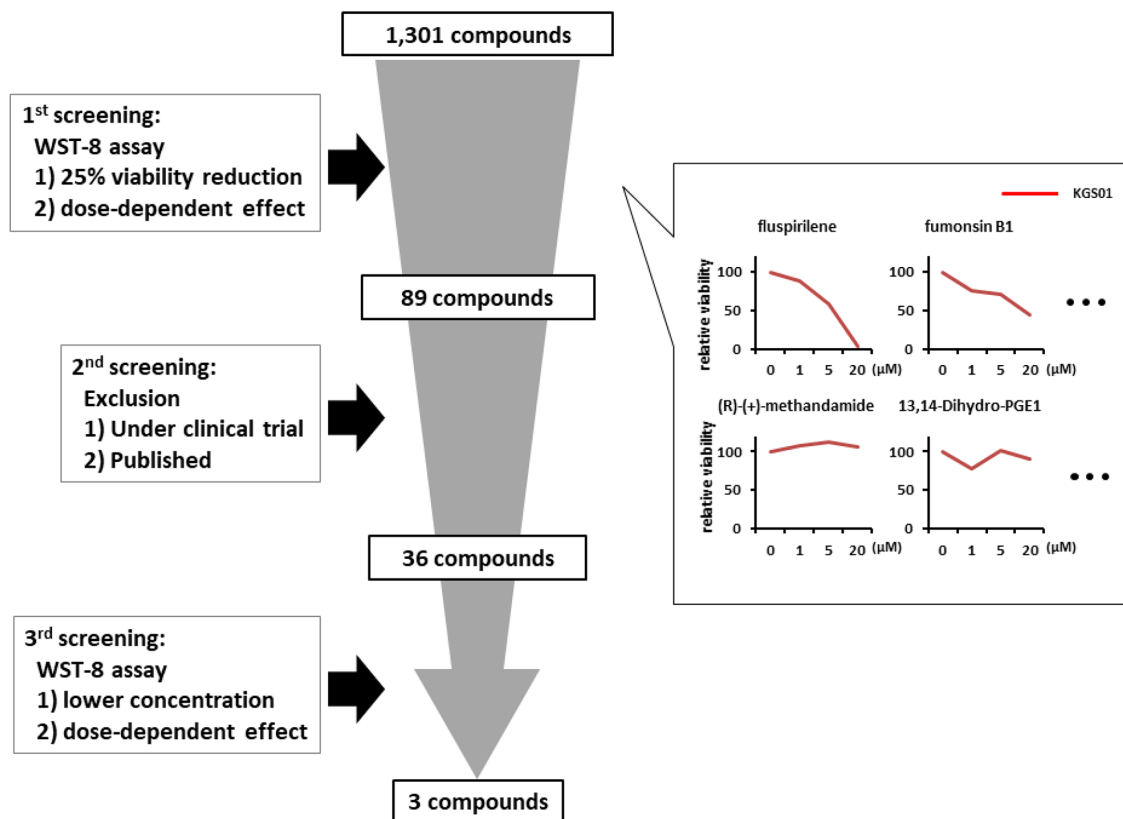 1,301 compounds
1st screening:
WST-8 assay
1) 25% viability reduction
2) dose-dependent effect
89 compounds
2nd screening:
Exclusion
1) Under clinical trial
2) Published
36 compounds
3rd screening:
WST-8 assay
1) lower concentration
2) dose-dependent effect
3 compounds
KGS01
fluspirilene
relative viability
100
50
0
0 1 5 20 (μM)
fumonsin B1
100
50
0
0 1 5 20 (μM)
• • •
(R)-(+)-methandamide
relative viability
100
50
0
0 1 5 20 (μM)
13,14-Dihydro-PGE1
100
50
0
0 1 5 20 (μM)
• • •